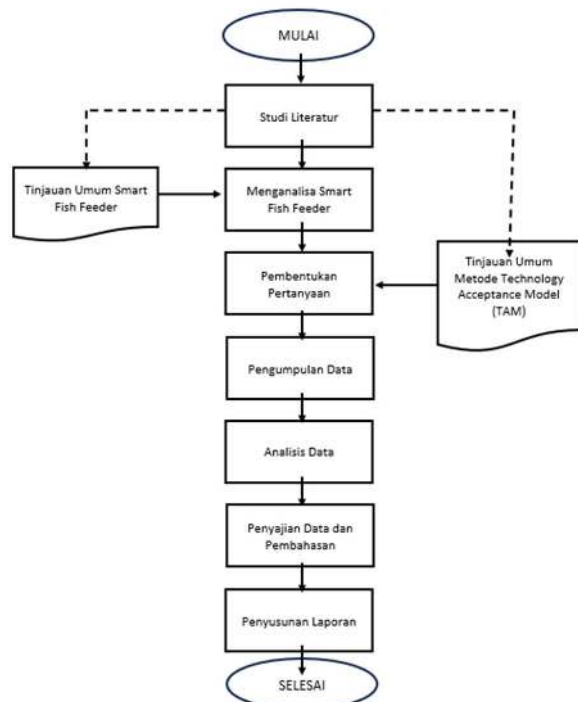 MULAI
Studi Literatur
Tinjauan Umum Smart
Fish Feeder
Menganalisa Smart
Fish Feeder
Pembentukan
Pertanyaan
Tinjauan Umum
Metode Technology
Acceptance Model
(TAM)
Pengumpulan Data
Analisis Data
Penyajian Data dan
Pembahasan
Penyusunan Laporan
SELESAI